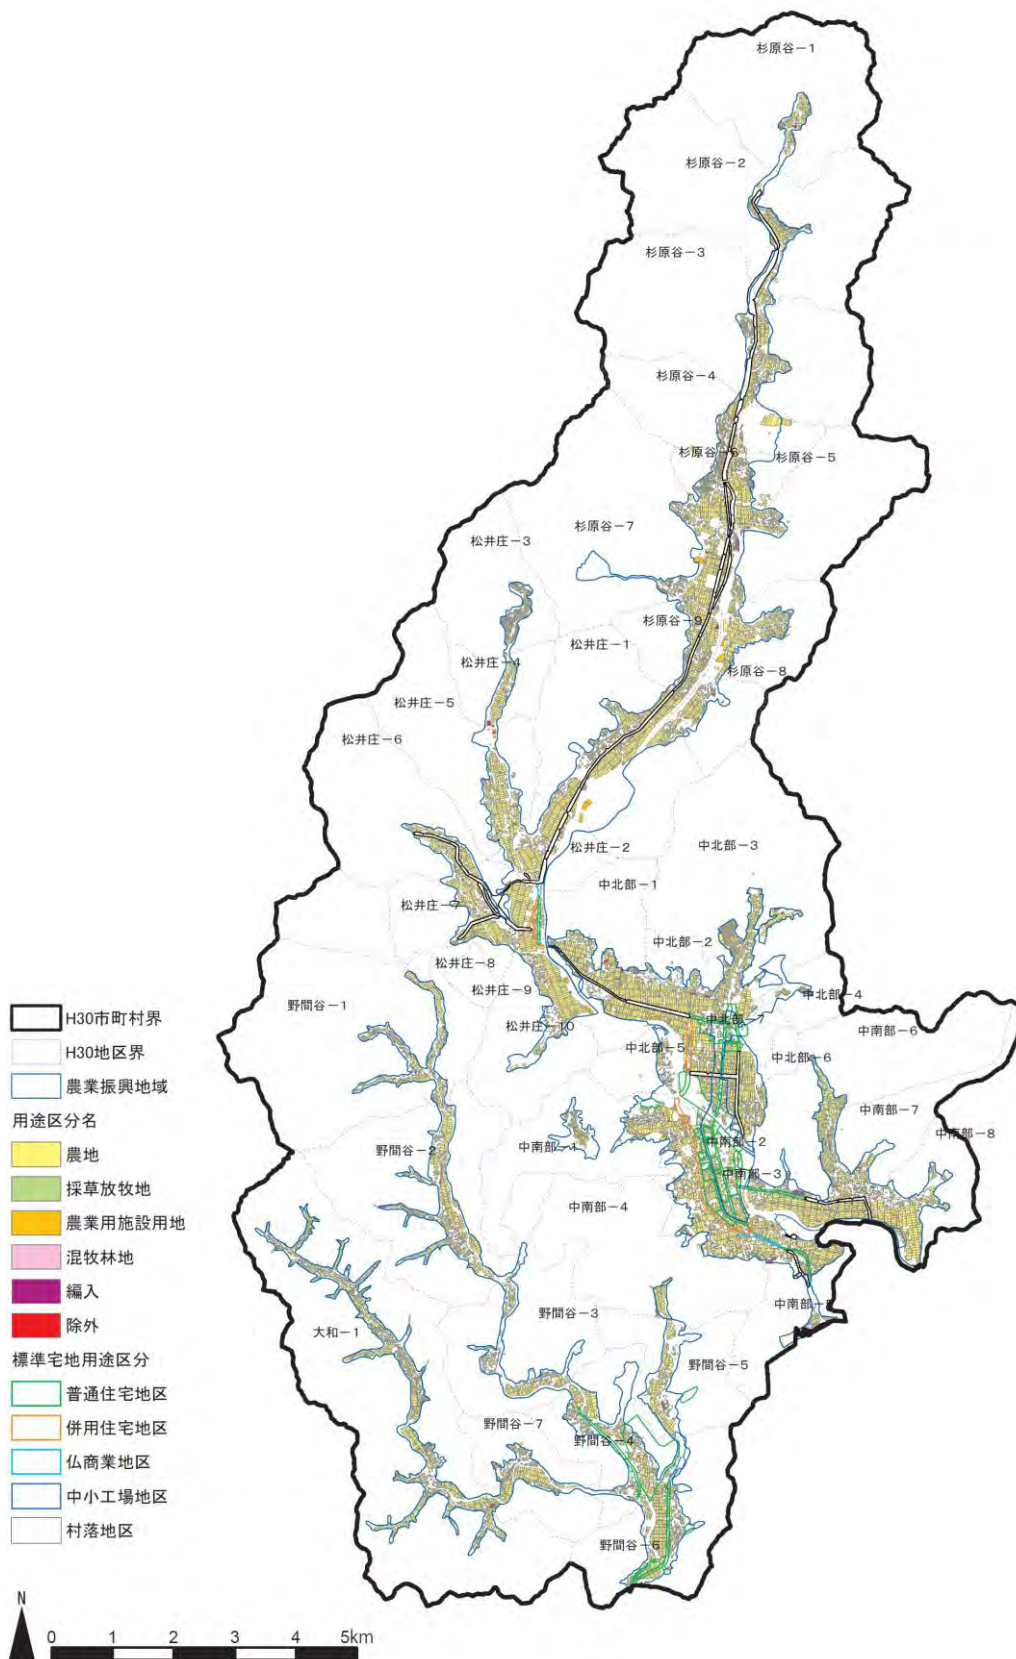 杉原谷－1
杉原谷－2
杉原谷－3
杉原谷－4
杉原谷－6
杉原谷－5
杉原谷－7
松井庄－3
杉原谷－9
松井庄－1
松井庄－4
杉原谷－8
松井庄－5
松井庄－6
松井庄－2
中北部－3
中北部－1
松井庄－7
中北部－2
松井庄－8
松井庄－9
中北部－4
野間谷－1
松井庄－10
中北部－7
中南部－6
中北部－5
中北部－6
中南部－7
中南部－8
野間谷－2
中南部－1
中南部－2
中南部－3
中南部－4
中南部－5
野間谷－3
大和－1
野間谷－5
野間谷－7
野間谷－4
野間谷－6
H30市町村界
H30地区界
農業振興地域
用途区分名
農地
採草放牧地
農業用施設用地
混牧林地
編入
除外
標準宅地用途区分
普通住宅地区
併用住宅地区
仏商業地区
中小工場地区
村落地区
N
0 1 2 3 4 5km